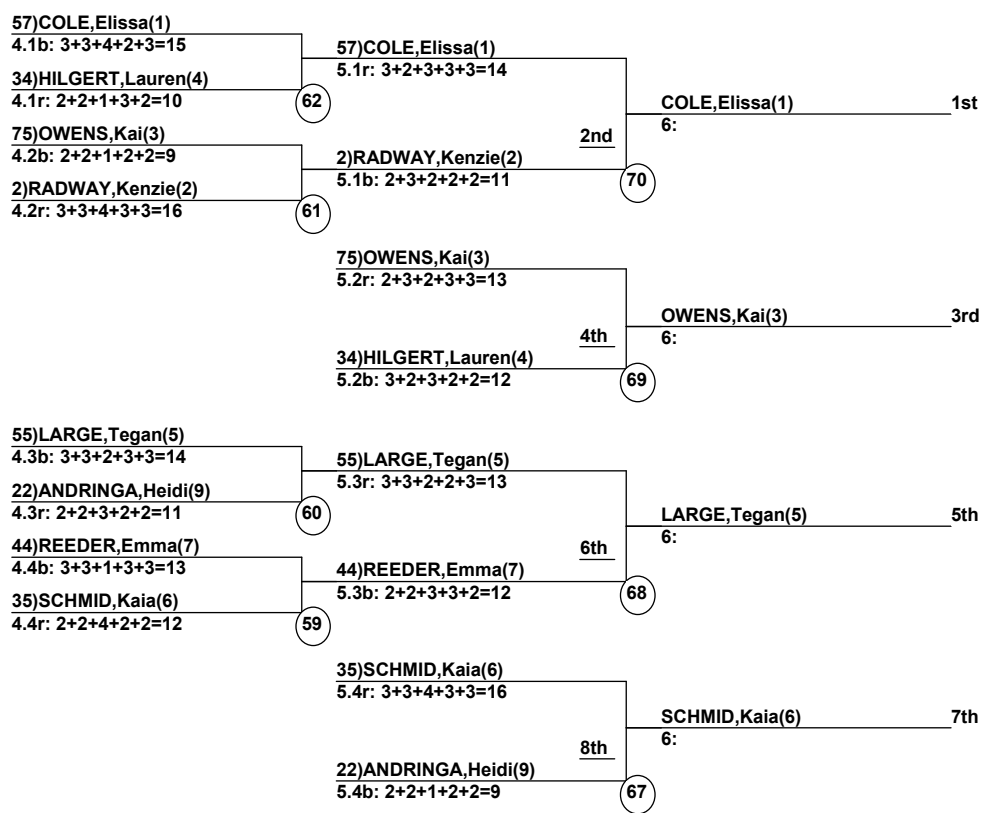 57)COLE,Elissa(1)
4.1b: 3+3+4+2+3=15
34)HILGERT,Lauren(4)
4.1r: 2+2+1+3+2=10
62
75)OWENS,Kai(3)
4.2b: 2+2+1+2+2=9
2)RADWAY,Kenzie(2)
4.2r: 3+3+4+3+3=16
61
57)COLE,Elissa(1)
5.1r: 3+2+3+3+3=14
2nd
2)RADWAY,Kenzie(2)
5.1b: 2+3+2+2+2=11
70
COLE,Elissa(1) 1st
6:
75)OWENS,Kai(3)
5.2r: 2+3+2+3+3=13
4th
34)HILGERT,Lauren(4)
5.2b: 3+2+3+2+2=12
69
OWENS,Kai(3) 3rd
6:
55)LARGE,Tegan(5)
4.3b: 3+3+2+3+3=14
22)ANDRINGA,Heidi(9)
4.3r: 2+2+3+2+2=11
60
44)REEDER,Emma(7)
4.4b: 3+3+1+3+3=13
35)SCHMID,Kaia(6)
4.4r: 2+2+4+2+2=12
59
55)LARGE,Tegan(5)
5.3r: 3+3+2+2+3=13
6th
44)REEDER,Emma(7)
5.3b: 2+2+3+3+2=12
68
LARGE,Tegan(5) 5th
6:
35)SCHMID,Kaia(6)
5.4r: 3+3+4+3+3=16
8th
22)ANDRINGA,Heidi(9)
5.4b: 2+2+1+2+2=9
67
SCHMID,Kaia(6) 7th
6: